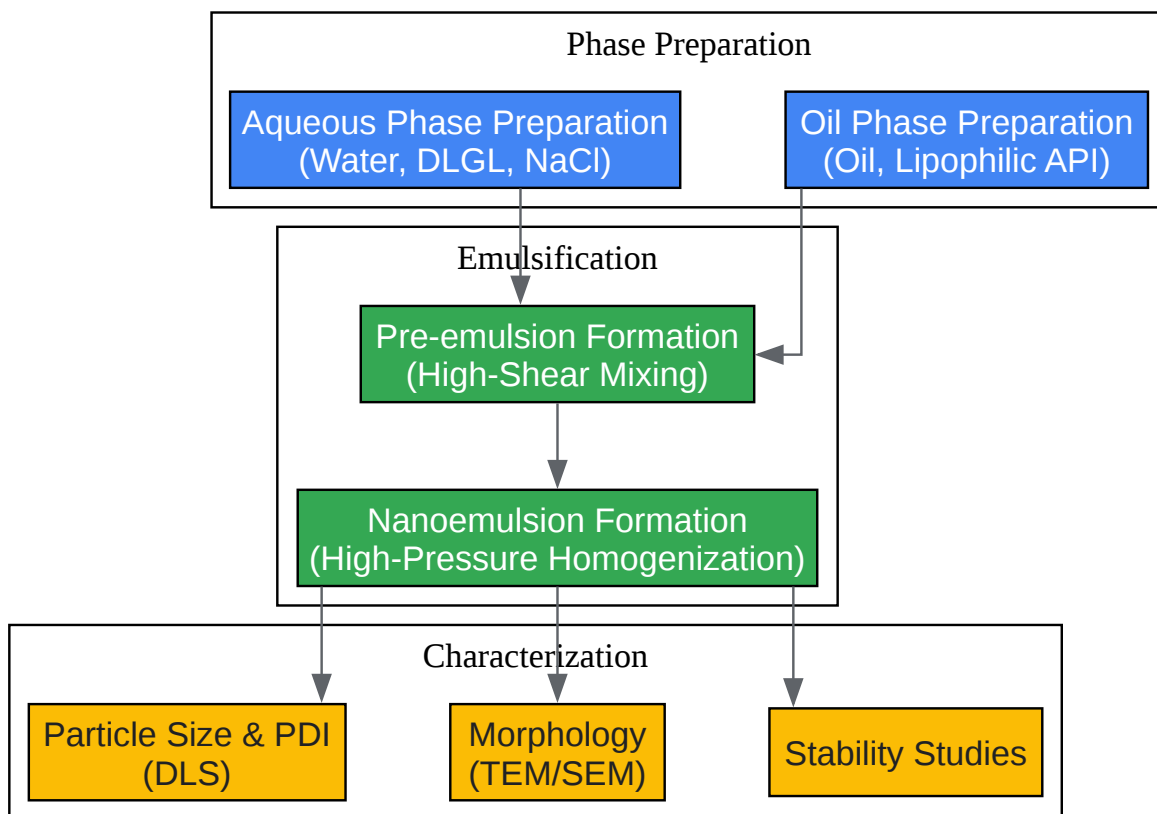 Phase Preparation
Aqueous Phase Preparation
(Water, DLGL, NaCl)
Oil Phase Preparation
(Oil, Lipophilic API)
Emulsification
Pre-emulsion Formation
(High-Shear Mixing)
Nanoemulsion Formation
(High-Pressure Homogenization)
Characterization
Particle Size & PDI
(DLS)
Morphology
(TEM/SEM)
Stability Studies